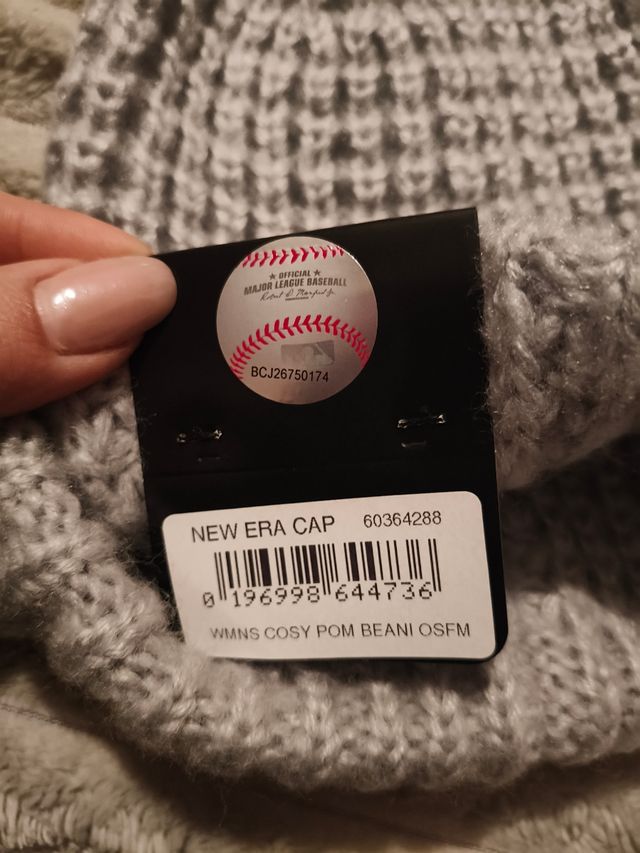 ★ OFFICIAL ★
MAJOR LEAGUE BASEBALL
BCJ26750174
NEW ERA CAP 60364288
0 196998 644736
WMNS COSY POM BEANI OSFM